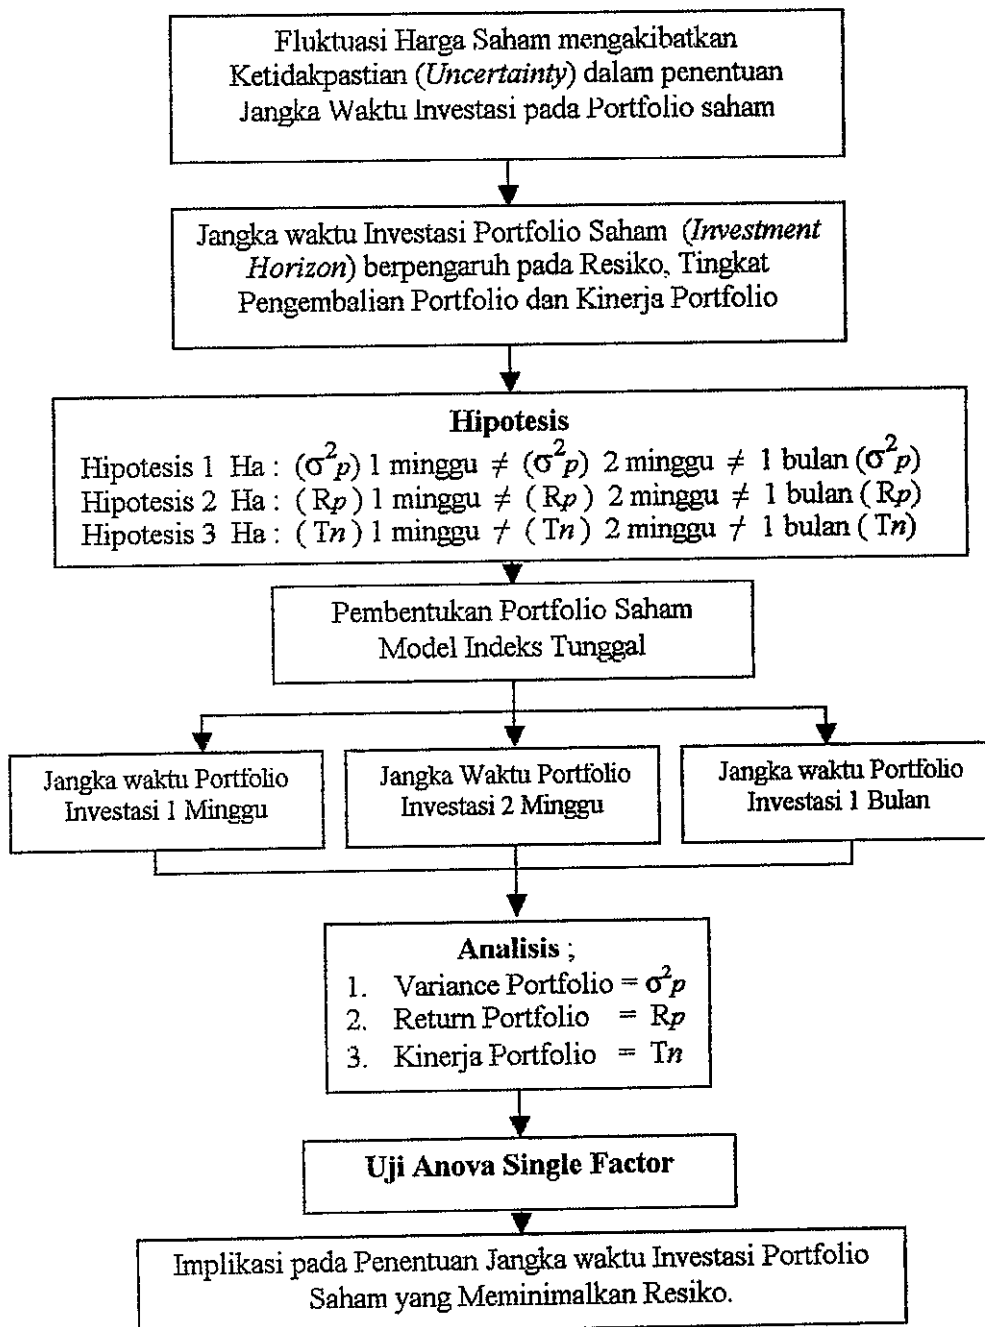 Fluktuasi Harga Saham mengakibatkan
Ketidakpastian (Uncertainty) dalam penentuan
Jangka Waktu Investasi pada Portfolio saham
Jangka waktu Investasi Portfolio Saham (Investment
Horizon) berpengaruh pada Resiko, Tingkat
Pengembalian Portfolio dan Kinerja Portfolio
Hipotesis
Hipotesis 1 Ha : (σ²p) 1 minggu ≠ (σ²p) 2 minggu ≠ 1 bulan (σ²p)
Hipotesis 2 Ha : (Rp) 1 minggu ≠ (Rp) 2 minggu ≠ 1 bulan (Rp)
Hipotesis 3 Ha : (Tn) 1 minggu ≠ (Tn) 2 minggu ≠ 1 bulan (Tn)
Pembentukan Portfolio Saham
Model Indeks Tunggal
Jangka waktu Portfolio
Investasi 1 Minggu
Jangka Waktu Portfolio
Investasi 2 Minggu
Jangka waktu Portfolio
Investasi 1 Bulan
Analisis ;
1. Variance Portfolio = σ²p
2. Return Portfolio = Rp
3. Kinerja Portfolio = Tn
Uji Anova Single Factor
Implikasi pada Penentuan Jangka waktu Investasi Portfolio
Saham yang Meminimalkan Resiko.